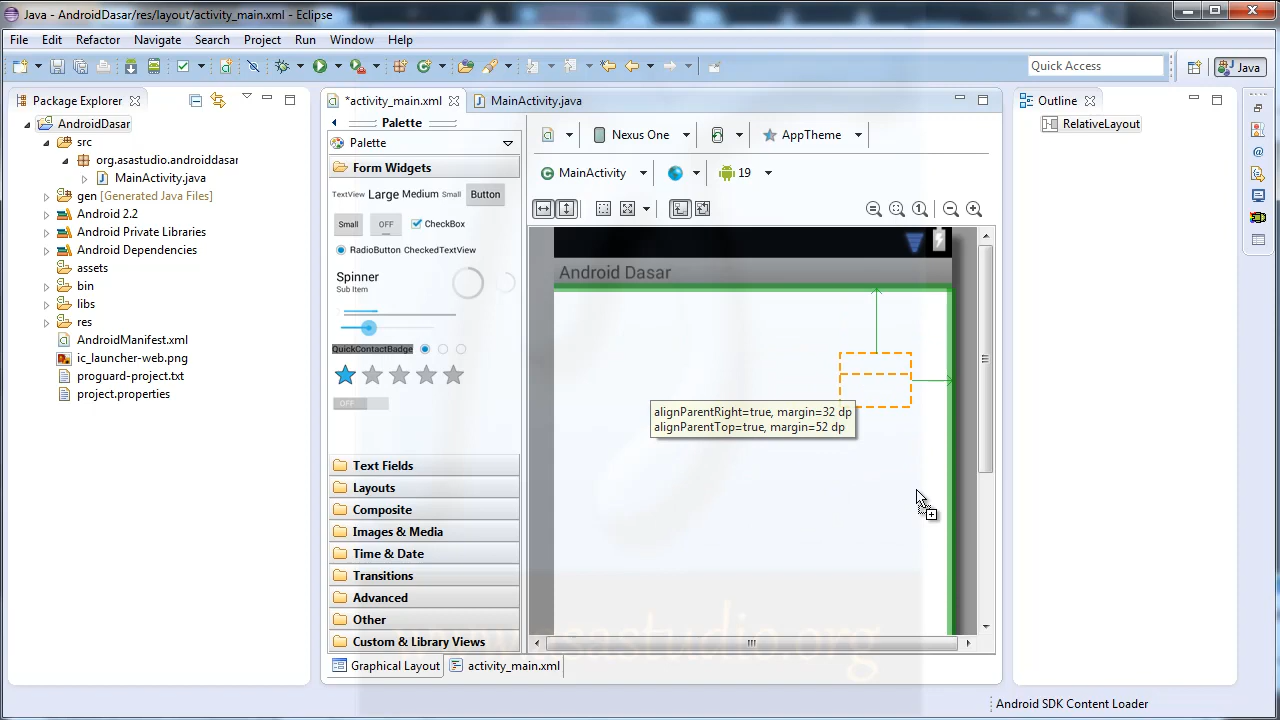 Java - AndroidDasar/res/layout/activity_main.xml - Eclipse
File Edit Refactor Navigate Search Project Run Window Help
Quick Access
Java
Package Explorer
AndroidDasar
src
org.asastudio.androiddasar
MainActivity.java
gen [Generated Java Files]
Android 2.2
Android Private Libraries
Android Dependencies
assets
bin
libs
res
AndroidManifest.xml
ic_launcher-web.png
proguard-project.txt
project.properties
*activity_main.xml
MainActivity.java
Palette
Palette
Form Widgets
TextView Large Medium Small Button
Small OFF CheckBox
RadioButton CheckedTextView
Spinner
Sub Item
QuickContactBadge
OFF
Text Fields
Layouts
Composite
Images & Media
Time & Date
Transitions
Advanced
Other
Custom & Library Views
Graphical Layout
activity_main.xml
Nexus One
AppTheme
MainActivity
19
Android Dasar
alignParentRight=true, margin=32 dp
alignParentTop=true, margin=52 dp
Outline
RelativeLayout
Android SDK Content Loader